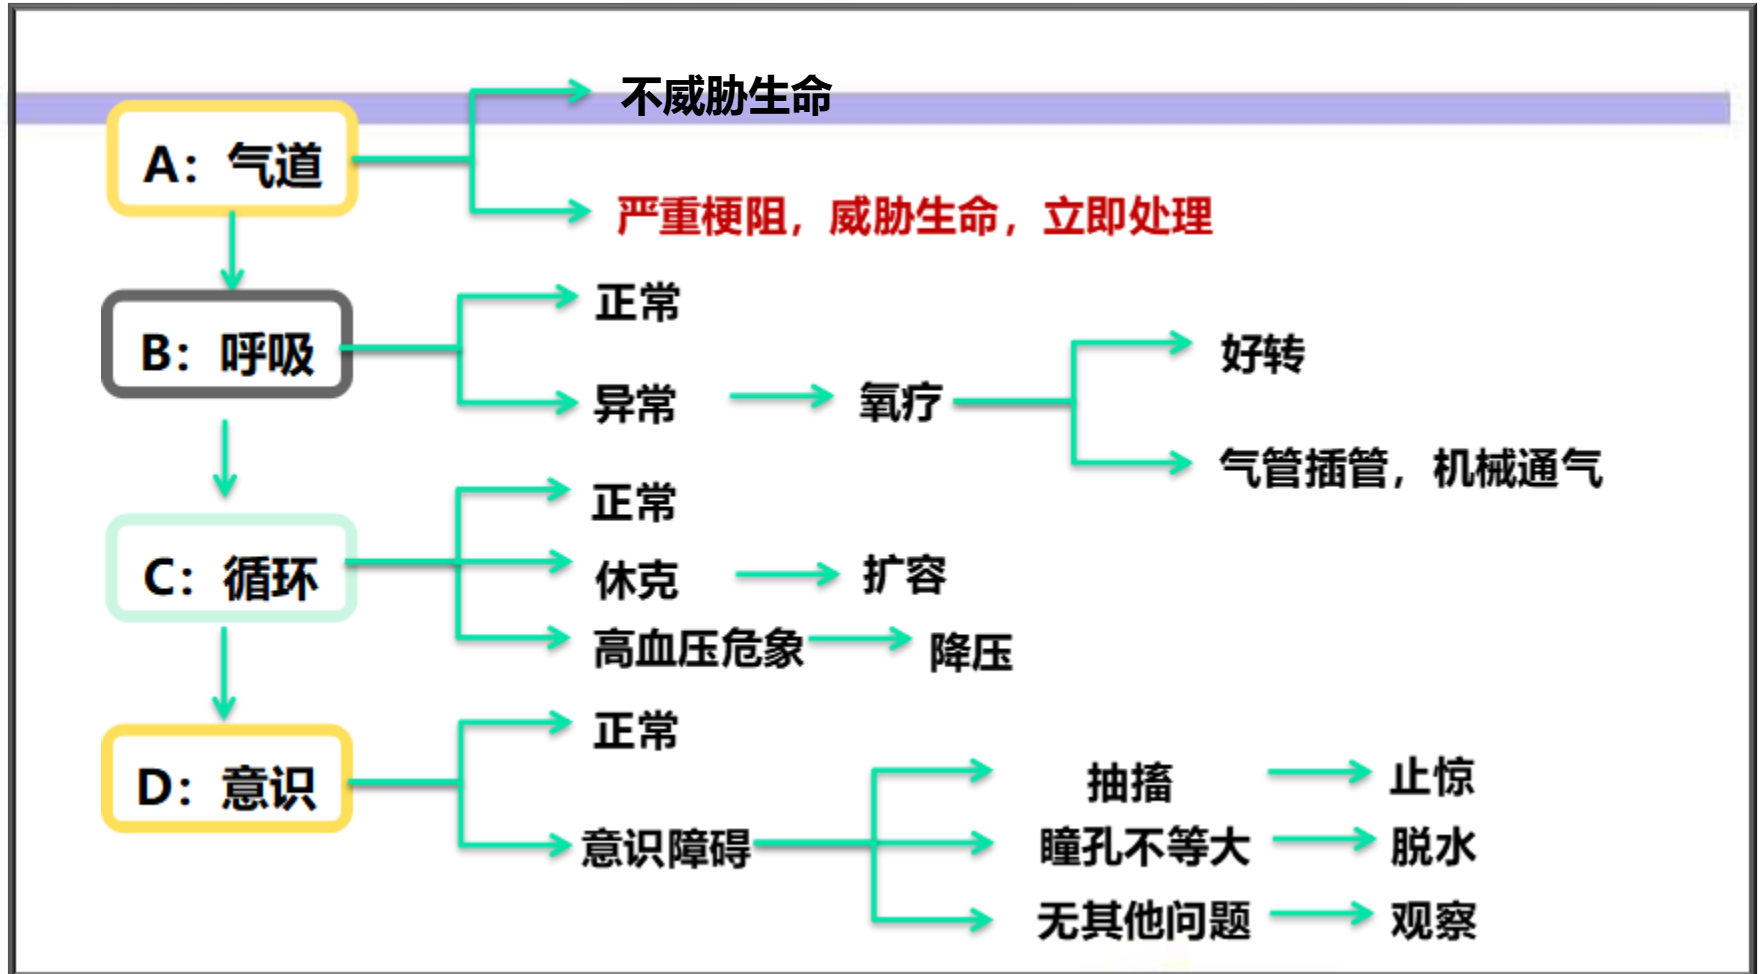 不威胁生命
A：气道
严重梗阻，威胁生命，立即处理
正常
B：呼吸
好转
异常
氧疗
气管插管，机械通气
正常
C：循环
休克
扩容
高血压危象
降压
正常
D：意识
抽搐
止惊
意识障碍
瞳孔不等大
脱水
无其他问题
观察